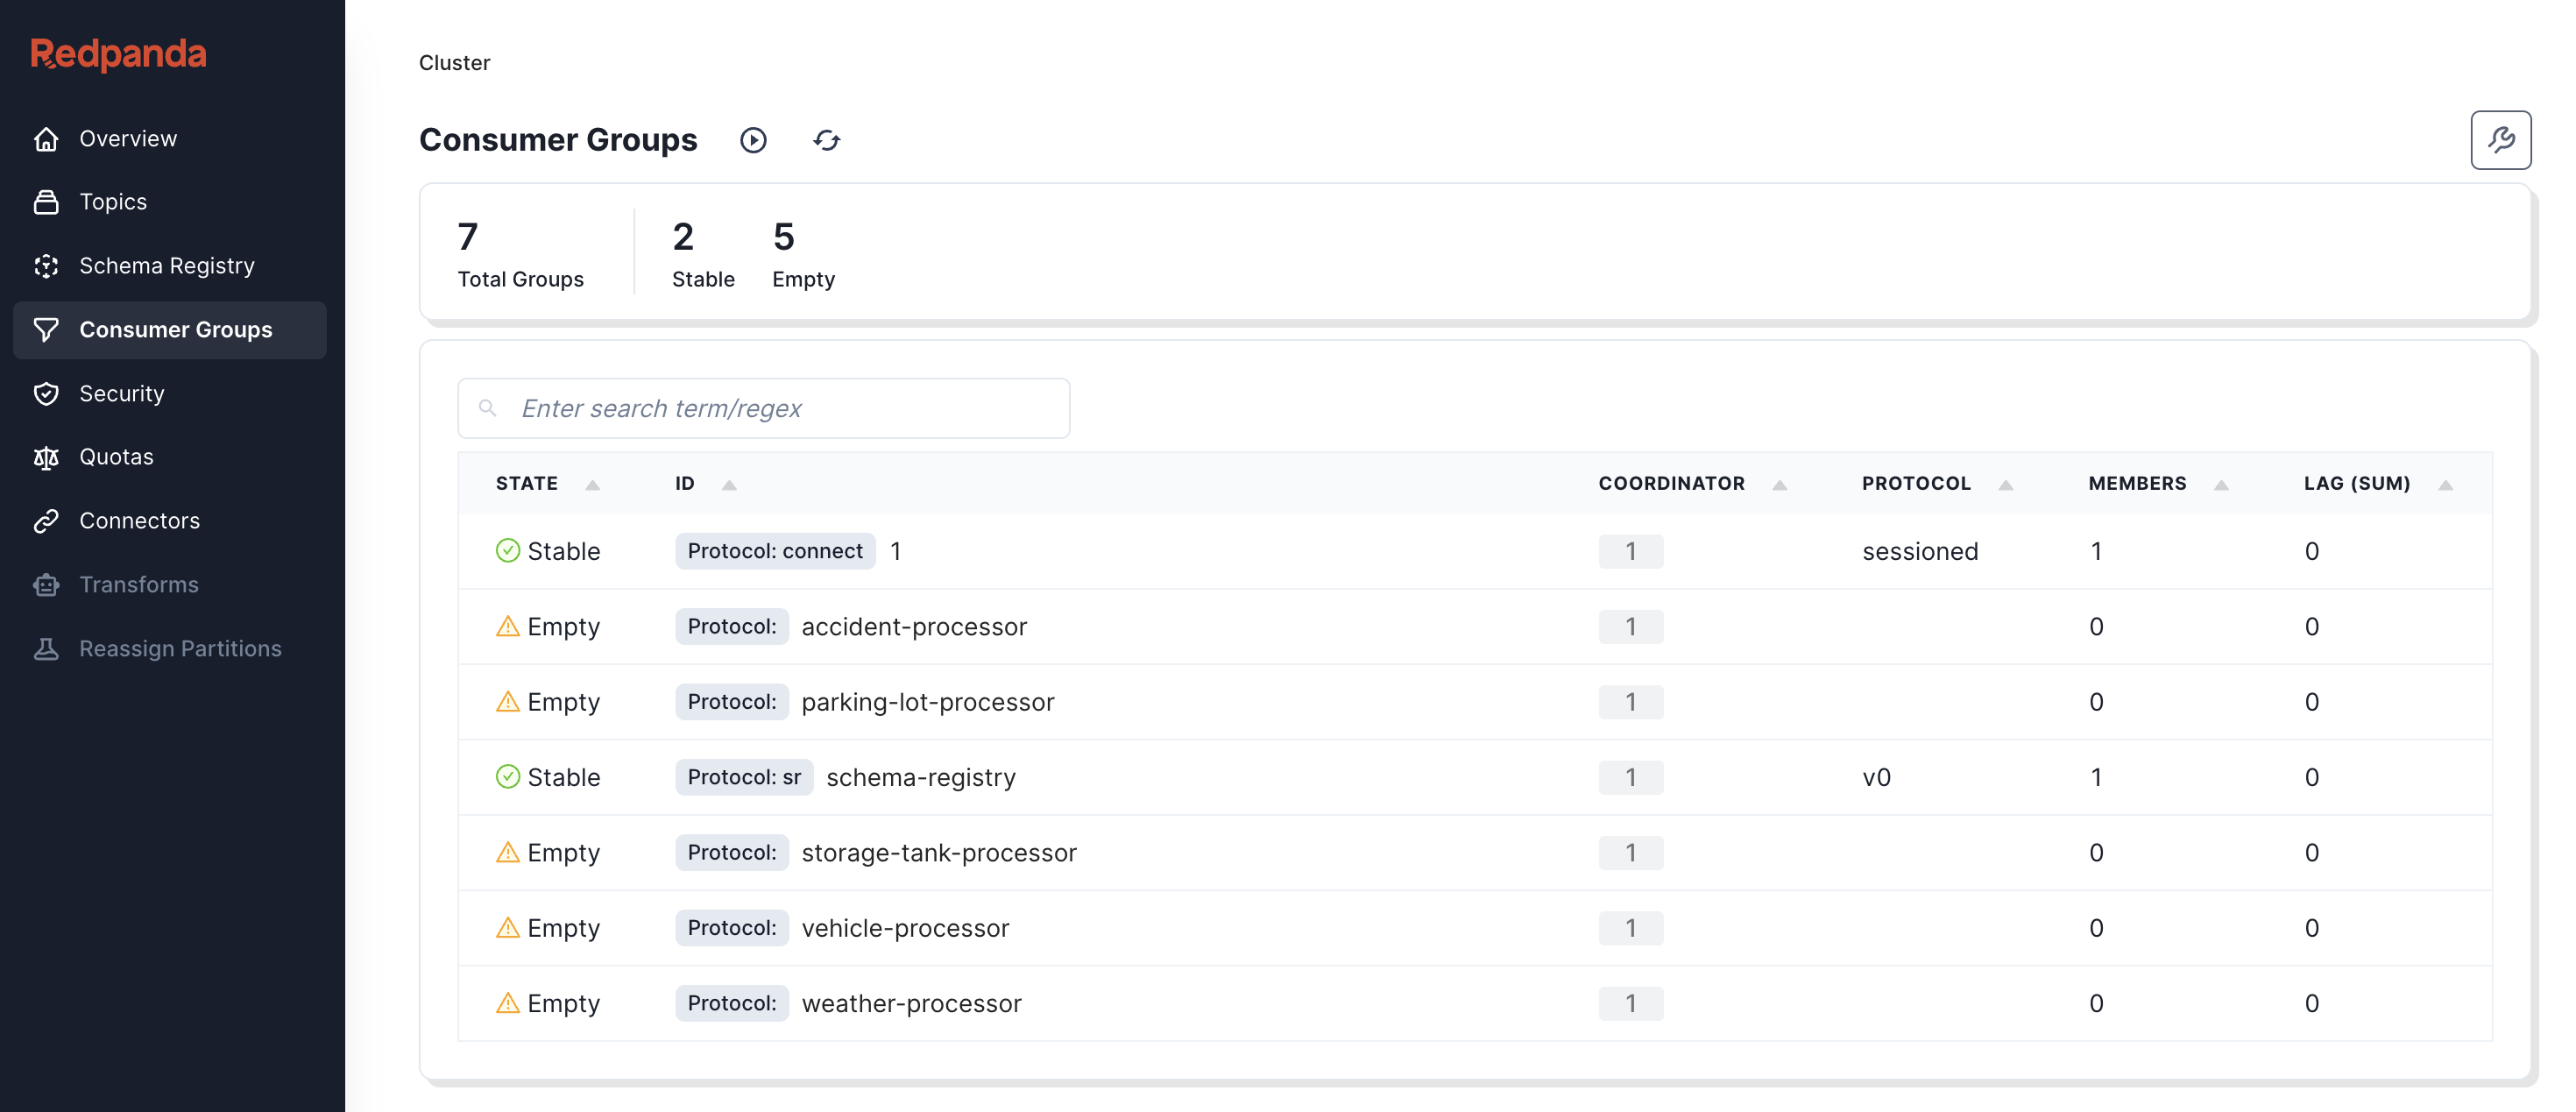 Redpanda
Overview
Topics
Schema Registry
Consumer Groups
Security
Quotas
Connectors
Transforms
Reassign Partitions
Cluster
Consumer Groups
7 2 5
Total Groups Stable Empty
Enter search term/regex
STATE ID COORDINATOR PROTOCOL MEMBERS LAG (SUM)
Stable Protocol: connect 1 1 sessioned 1 0
Empty Protocol: accident-processor 1 0 0
Empty Protocol: parking-lot-processor 1 0 0
Stable Protocol: sr schema-registry 1 v0 1 0
Empty Protocol: storage-tank-processor 1 0 0
Empty Protocol: vehicle-processor 1 0 0
Empty Protocol: weather-processor 1 0 0